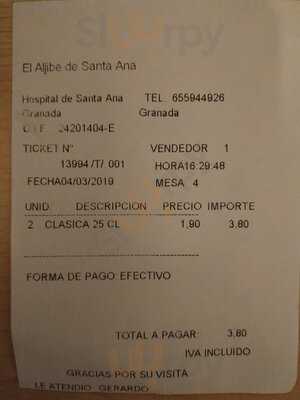 Sluurpy
El Aljibe de Santa Ana
Hospital de Santa Ana TEL: 655944926
Granada Granada
C.I.F. 24201404-E
TICKET Nº VENDEDOR 1
13994 /T/ 001 HORA16:29:48
FECHA04/03/2019 MESA 4
UNID. DESCRIPCION PRECIO IMPORTE
2 CLASICA 25 CL 1,90 3,80
FORMA DE PAGO:EFECTIVO
TOTAL A PAGAR: 3,80
IVA INCLUIDO
GRACIAS POR SU VISITA
LE ATENDIO: GERARDO